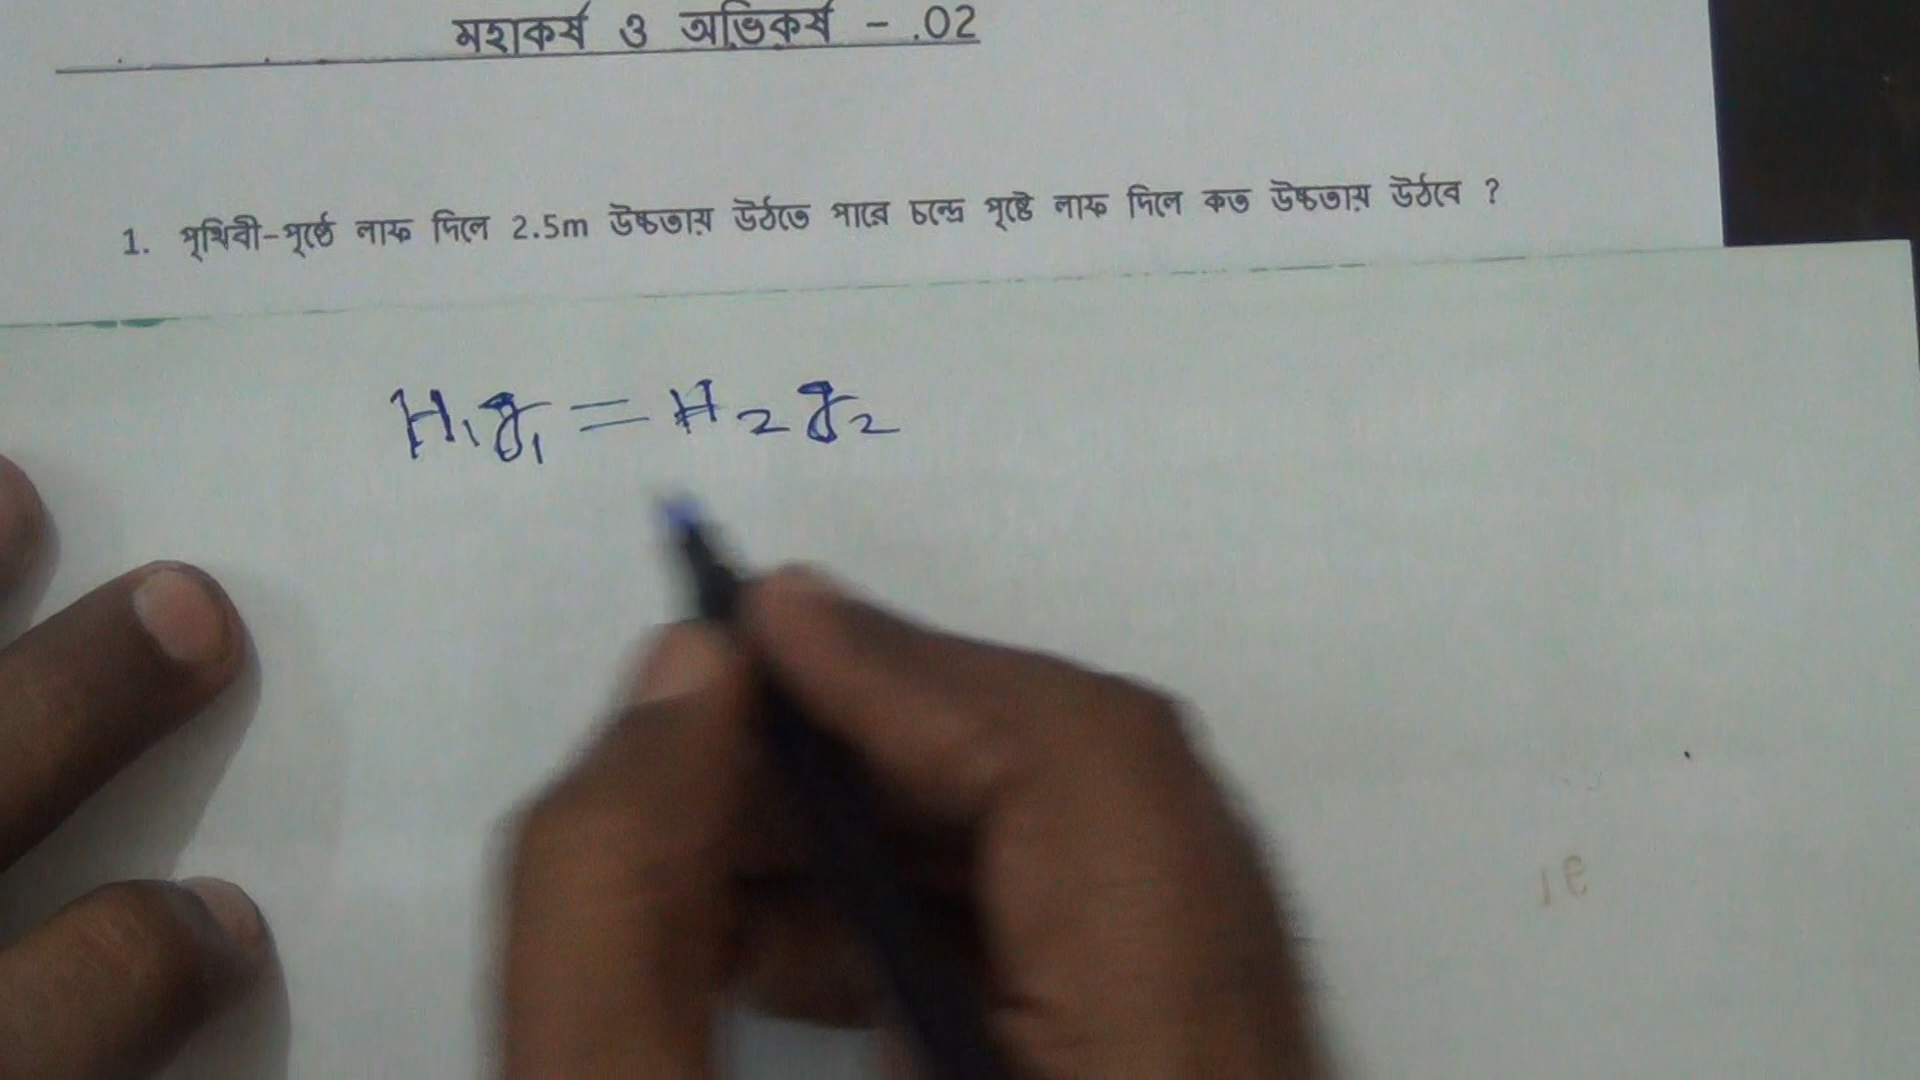 মহাকর্ষ ও অভিকর্ষ - .02
1. পৃথিবী-পৃষ্ঠে লাফ দিলে 2.5m উচ্চতায় উঠতে পারে চন্দ্রে পৃষ্টে লাফ দিলে কত উচ্চতায় উঠবে ?
H₁g₁ = H₂g₂